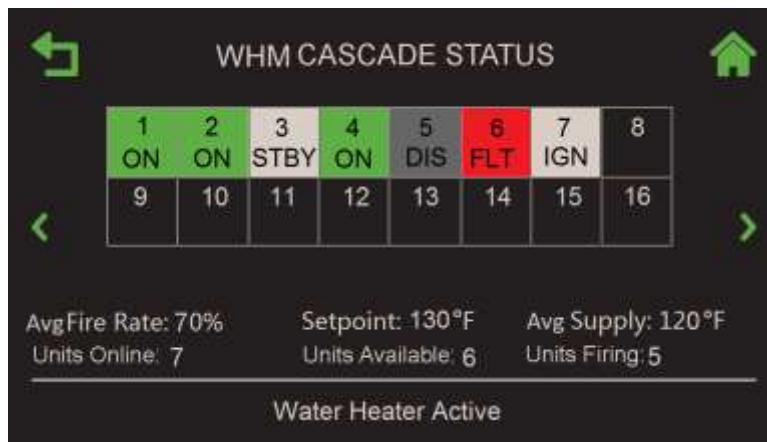 WHM CASCADE STATUS
1 2 3 4 5 6 7 8
ON ON STBY ON DIS FLT IGN
9 10 11 12 13 14 15 16
AvgFire Rate: 70% Setpoint: 130°F Avg Supply: 120°F
Units Online: 7 Units Available: 6 Units Firing: 5
Water Heater Active